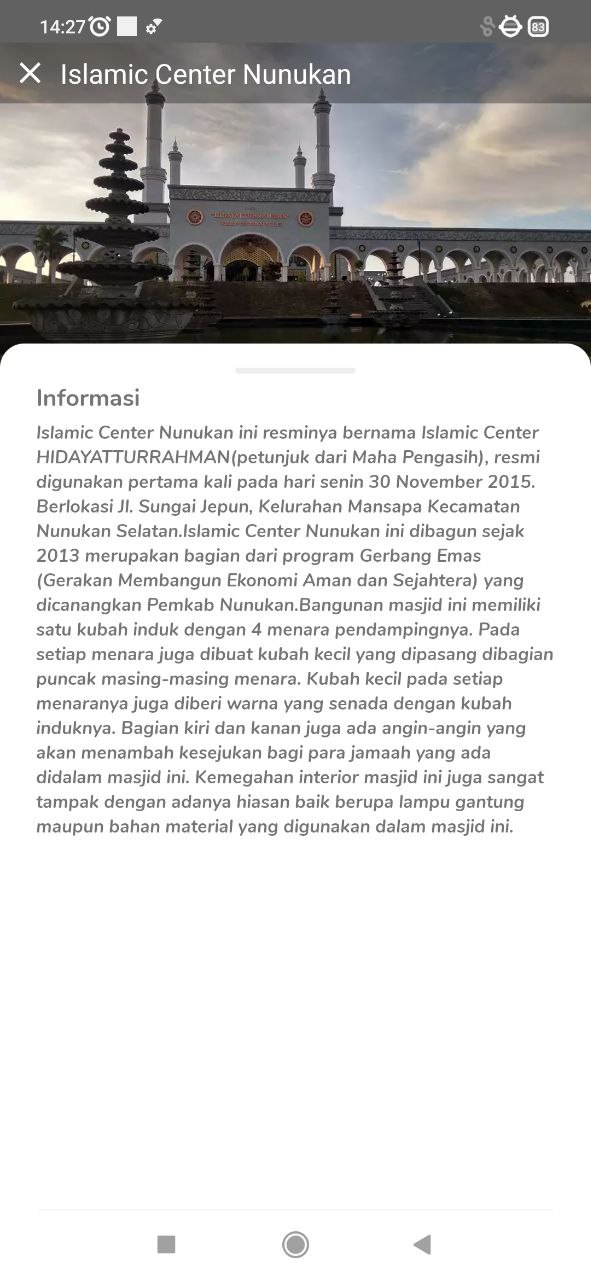 14:27
83
Islamic Center Nunukan
Informasi
Islamic Center Nunukan ini resminya bernama Islamic Center
HIDAYATTURRAHMAN(petunjuk dari Maha Pengasih), resmi
digunakan pertama kali pada hari senin 30 November 2015.
Berlokasi Jl. Sungai Jepun, Kelurahan Mansapa Kecamatan
Nunukan Selatan.Islamic Center Nunukan ini dibagun sejak
2013 merupakan bagian dari program Gerbang Emas
(Gerakan Membangun Ekonomi Aman dan Sejahtera) yang
dicanangkan Pemkab Nunukan.Bangunan masjid ini memiliki
satu kubah induk dengan 4 menara pendampingnya. Pada
setiap menara juga dibuat kubah kecil yang dipasang dibagian
puncak masing-masing menara. Kubah kecil pada setiap
menaranya juga diberi warna yang senada dengan kubah
induknya. Bagian kiri dan kanan juga ada angin-angin yang
akan menambah kesejukan bagi para jamaah yang ada
didalam masjid ini. Kemegahan interior masjid ini juga sangat
tampak dengan adanya hiasan baik berupa lampu gantung
maupun bahan material yang digunakan dalam masjid ini.